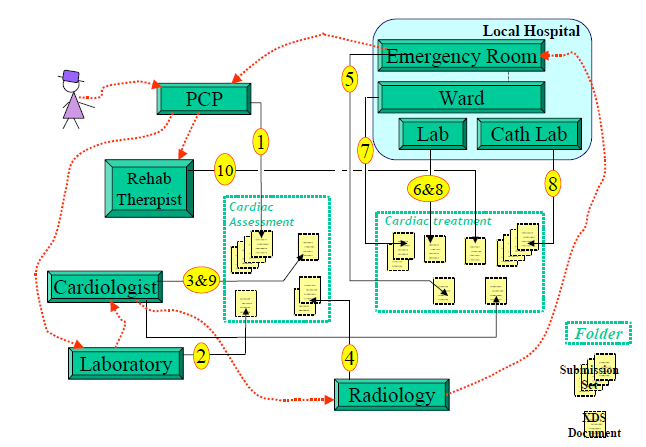 Local Hospital
Emergency Room
5
PCP
Ward
1
Lab
Cath Lab
7
10
Rehab
Therapist
6&8
8
Cardiac
Assessment
Cardiac treatment
Cardiologist
3&9
Folder
Laboratory
2
4
Submission
Set
Radiology
XDS
Document